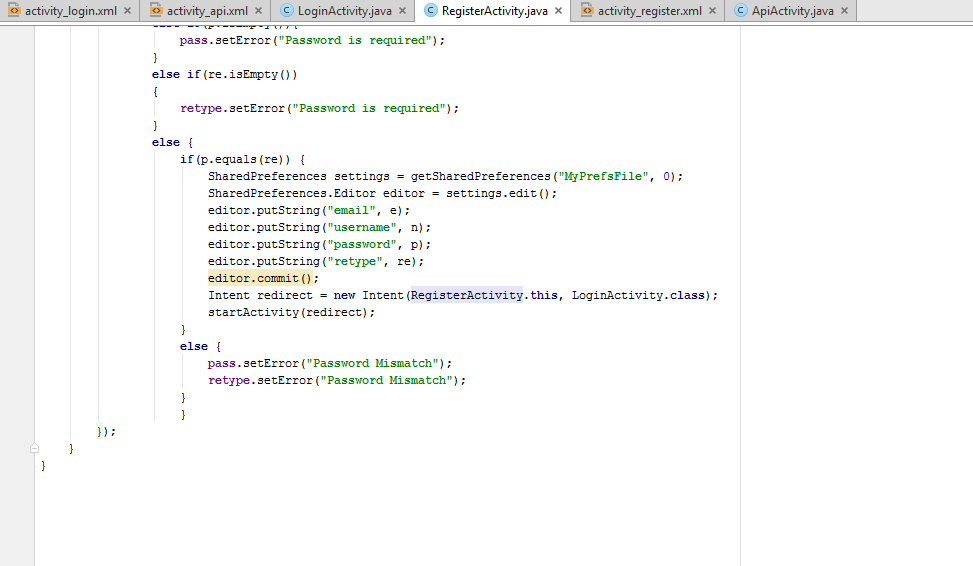 activity_login.xml × activity_api.xml × LoginActivity.java × RegisterActivity.java × activity_register.xml × ApiActivity.java ×
pass.setError("Password is required");
}
else if(re.isEmpty())
{
retype.setError("Password is required");
}
else {
if(p.equals(re)) {
SharedPreferences settings = getSharedPreferences("MyPrefsFile", 0);
SharedPreferences.Editor editor = settings.edit();
editor.putString("email", e);
editor.putString("username", n);
editor.putString("password", p);
editor.putString("retype", re);
editor.commit();
Intent redirect = new Intent(RegisterActivity.this, LoginActivity.class);
startActivity(redirect);
}
else {
pass.setError("Password Mismatch");
retype.setError("Password Mismatch");
}
}
});
}
}